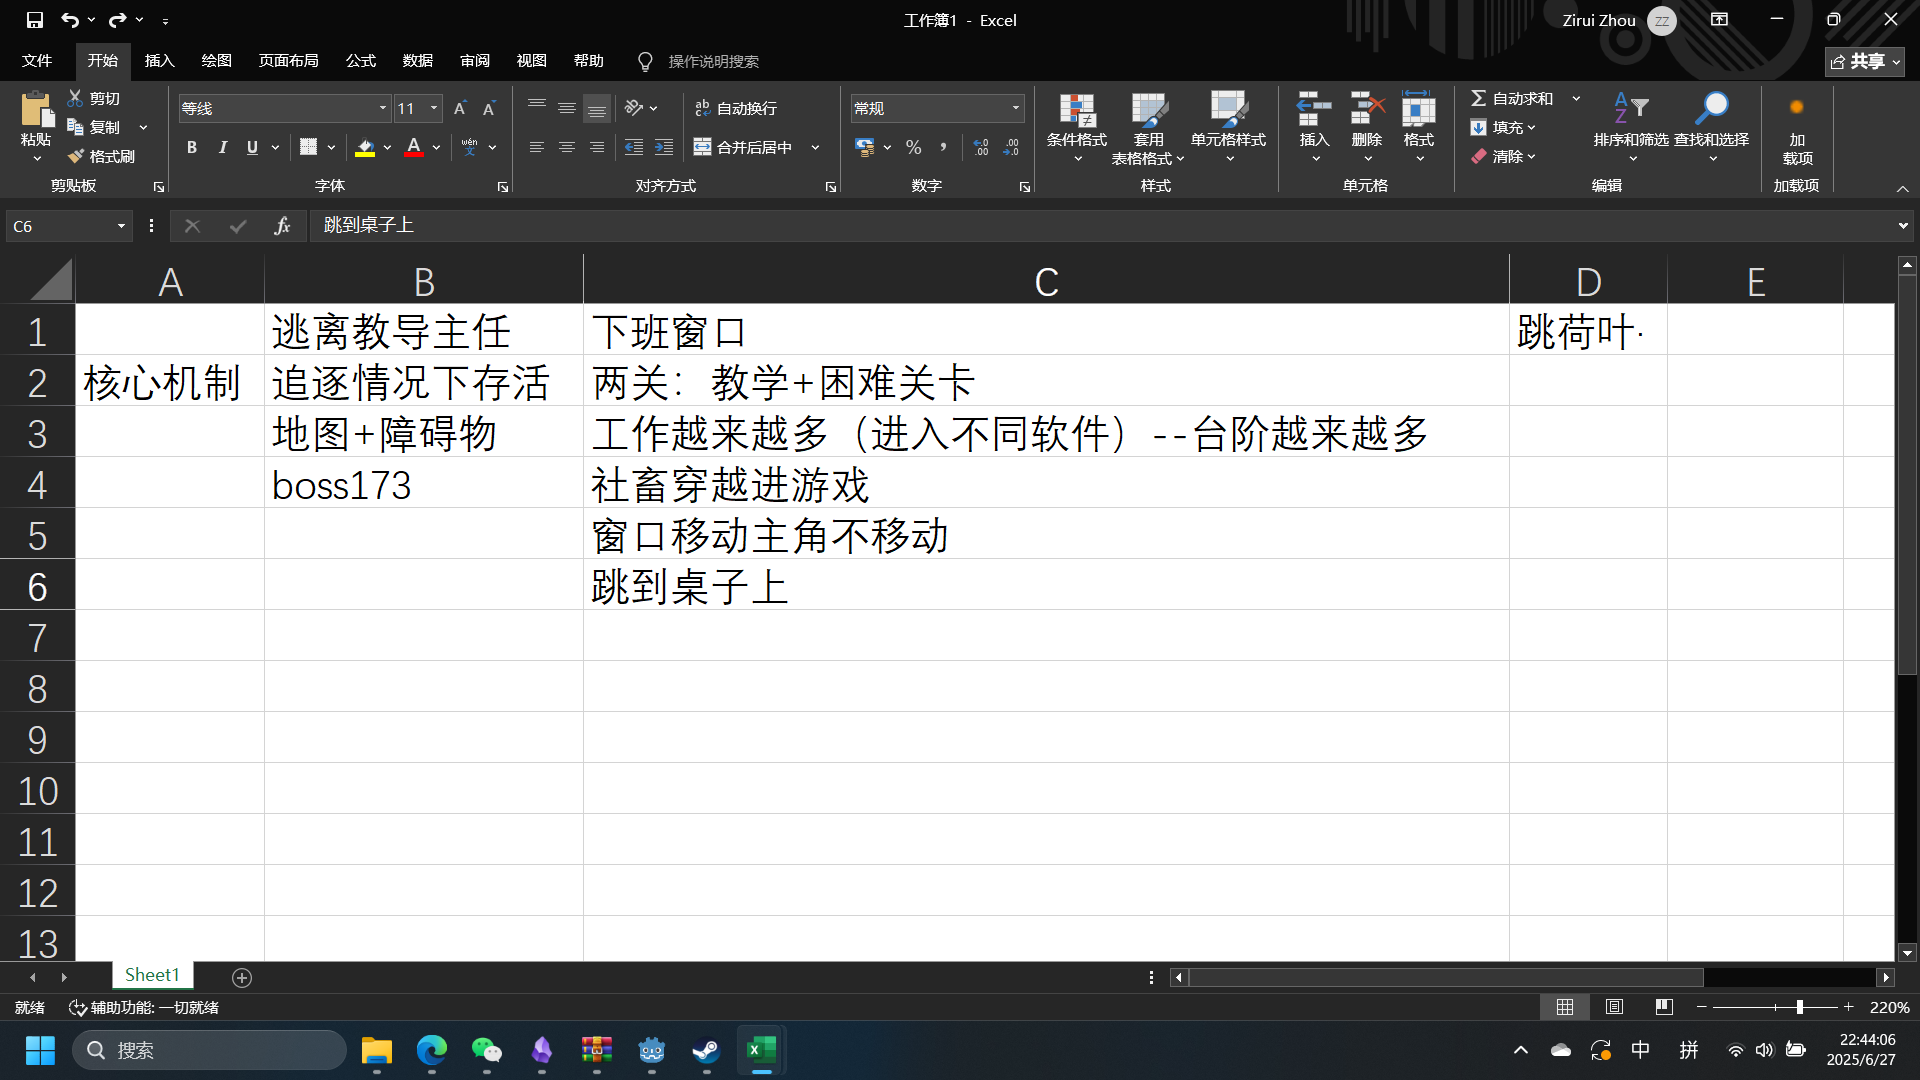 工作簿1 - Excel
Zirui Zhou
ZZ
文件 开始 插入 绘图 页面布局 公式 数据 审阅 视图 帮助 操作说明搜索
共享
粘贴
剪切
复制
格式刷
剪贴板
等线
11
A A
B I U
A
wén
文
字体
ab
c
自动换行
合并后居中
对齐方式
常规
% ,
数字
条件格式
套用
表格格式
单元格样式
样式
插入
删除
格式
单元格
自动求和
填充
清除
排序和筛选
查找和选择
编辑
加
载项
加载项
C6
fx
跳到桌子上
A B C D E
1 逃离教导主任 下班窗口 跳荷叶·
2 核心机制 追逐情况下存活 两关：教学+困难关卡
3 地图+障碍物 工作越来越多（进入不同软件）--台阶越来越多
4 boss173 社畜穿越进游戏
5 窗口移动主角不移动
6 跳到桌子上
7
8
9
10
11
12
13
Sheet1
就绪
辅助功能: 一切就绪
220%
搜索
中
拼
22:44:06
2025/6/27